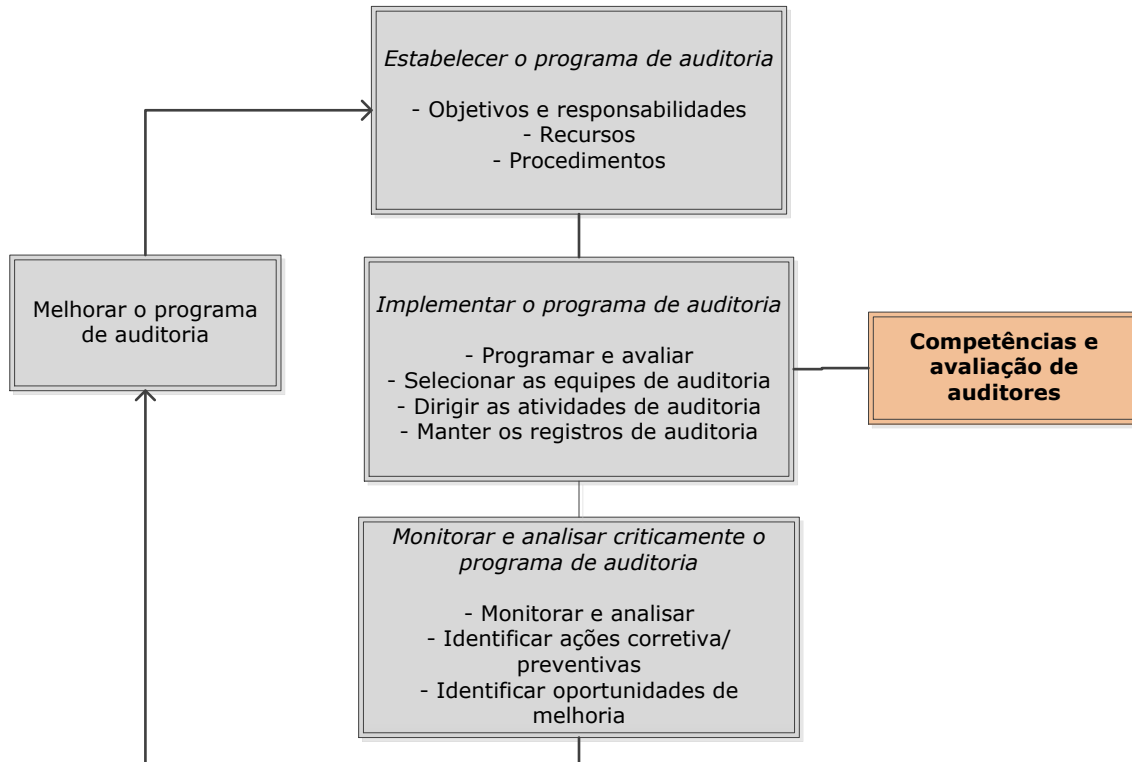 Estabelecer o programa de auditoria
- Objetivos e responsabilidades
- Recursos
- Procedimentos
Melhorar o programa
de auditoria
Implementar o programa de auditoria
- Programar e avaliar
- Selecionar as equipes de auditoria
- Dirigir as atividades de auditoria
- Manter os registros de auditoria
Competências e
avaliação de
auditores
Monitorar e analisar criticamente o
programa de auditoria
- Monitorar e analisar
- Identificar ações corretiva/
preventivas
- Identificar oportunidades de
melhoria